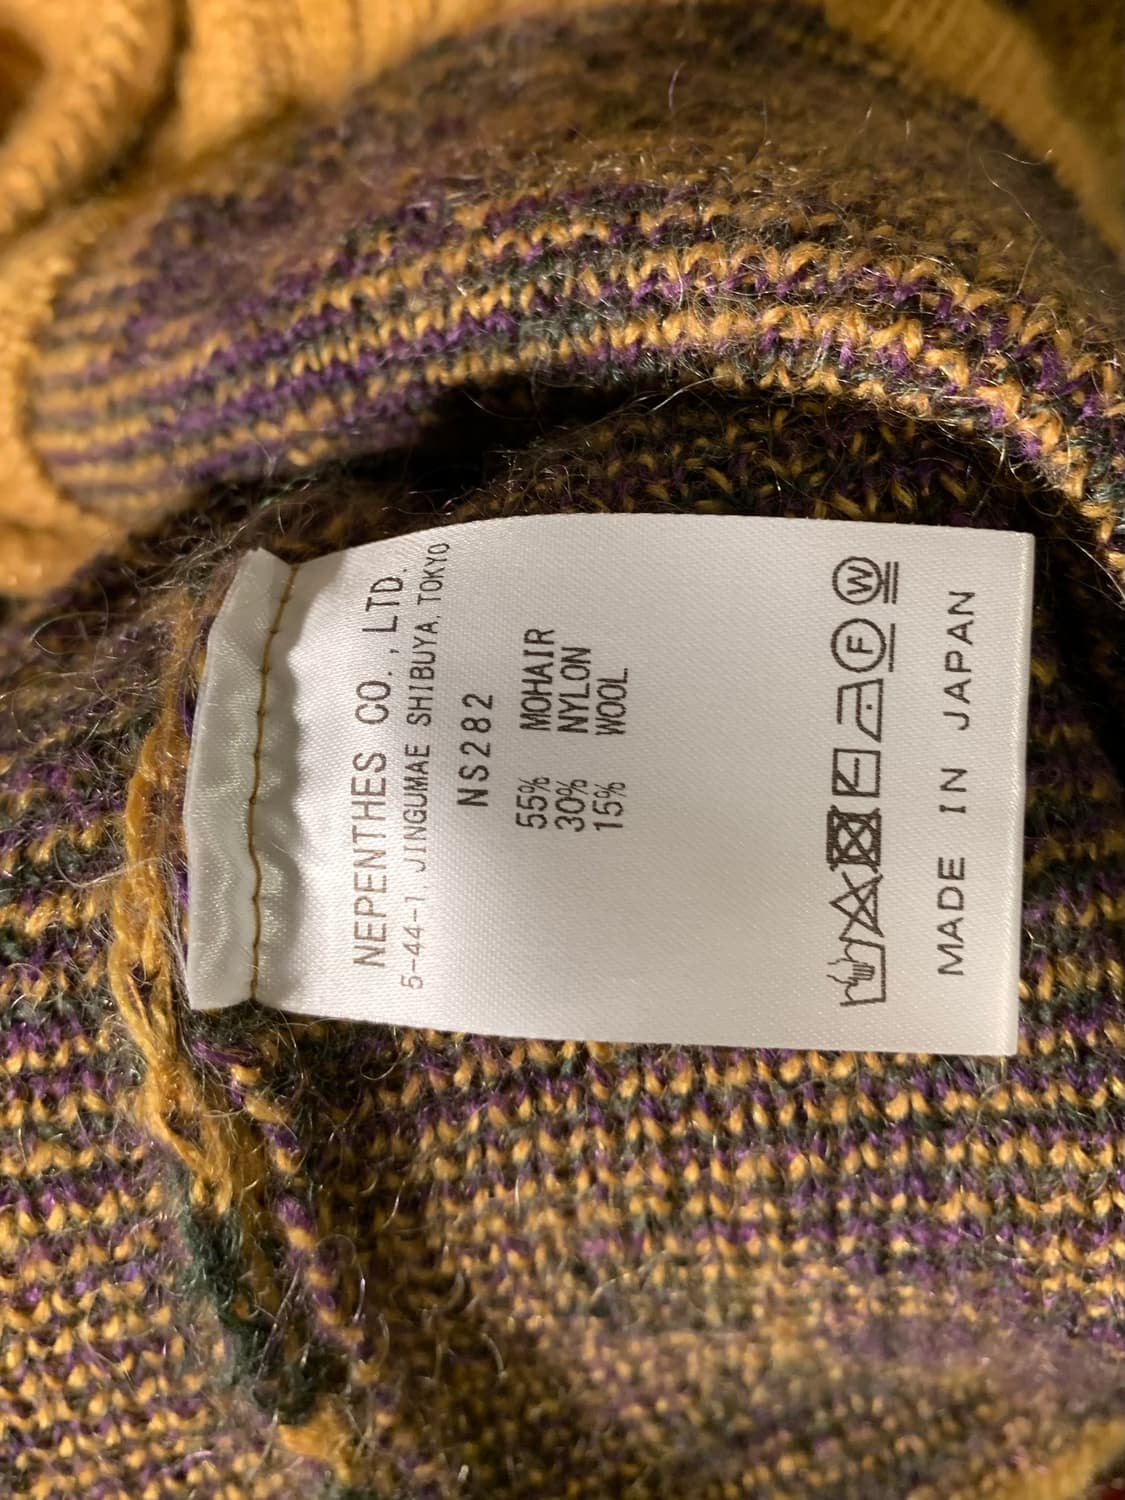 NEPENTHES CO., LTD.
5-44-1, JINGUMAE SHIBUYA, TOKYO
NS282
55% MOHAIR
30% NYLON
15% WOOL
F W
MADE IN JAPAN